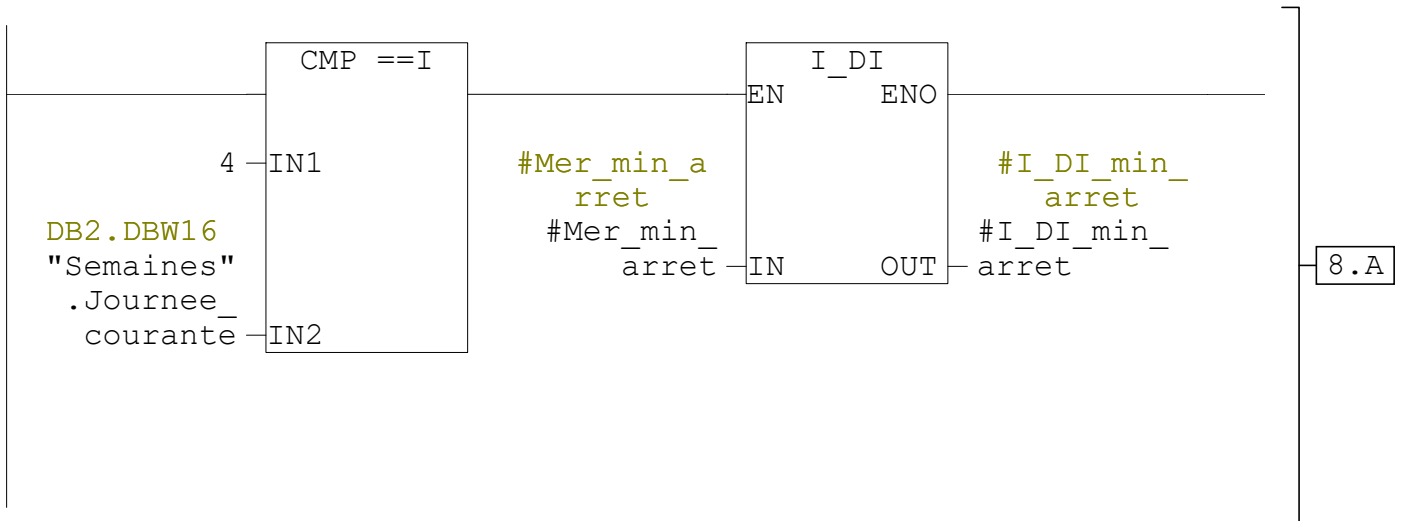 CMP ==I
I_DI
EN ENO
4 IN1
#Mer_min_a
rret
#I_DI_min_
arret
DB2.DBW16
"Semaines"
.Journee_
courante IN2
#Mer_min_
arret IN
OUT #I_DI_min_
arret
8.A